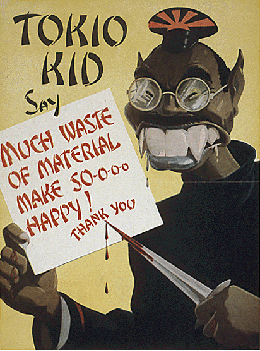 TOKIO
KID
SAY
MUCH WASTE
OF MATERIAL
MAKE SO-O-O-O
HAPPY!
THANK YOU